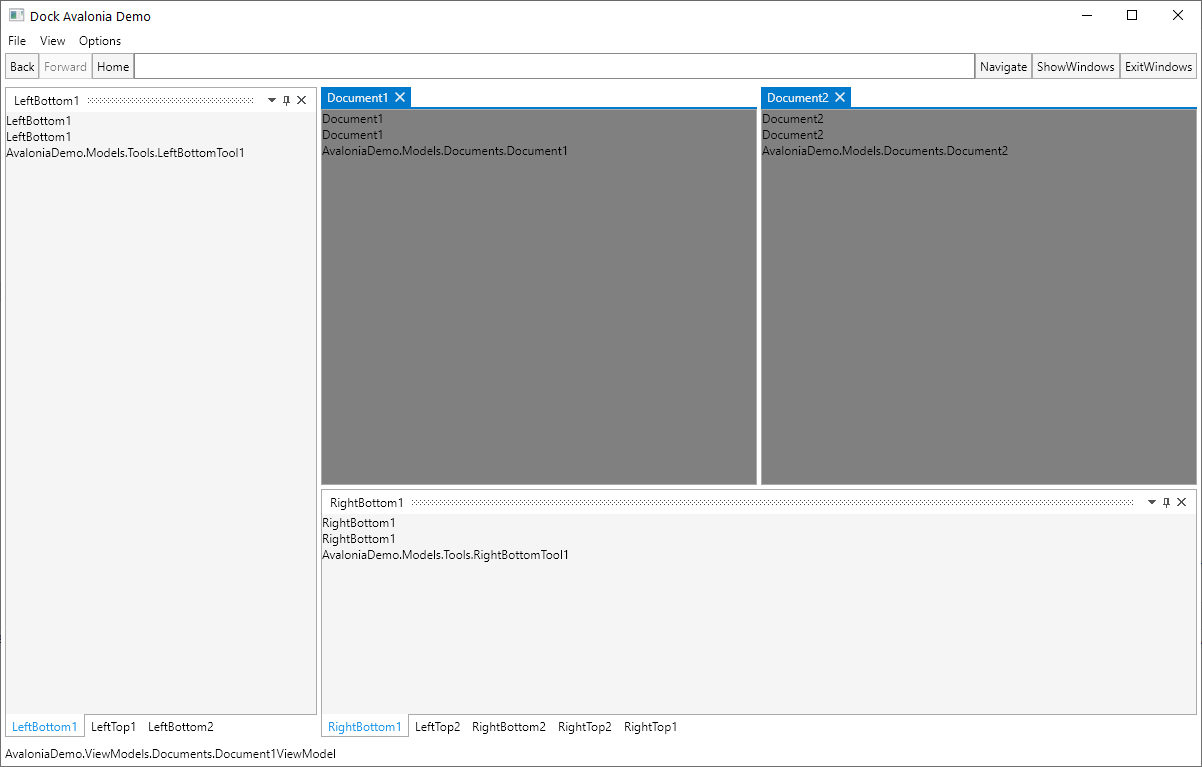 Dock Avalonia Demo
File View Options
Back Forward Home Navigate ShowWindows ExitWindows
LeftBottom1
LeftBottom1
LeftBottom1
AvaloniaDemo.Models.Tools.LeftBottomTool1
LeftBottom1 LeftTop1 LeftBottom2
Document1
Document1
Document1
AvaloniaDemo.Models.Documents.Document1
Document2
Document2
Document2
AvaloniaDemo.Models.Documents.Document2
RightBottom1
RightBottom1
RightBottom1
AvaloniaDemo.Models.Tools.RightBottomTool1
RightBottom1 LeftTop2 RightBottom2 RightTop2 RightTop1
AvaloniaDemo.ViewModels.Documents.Document1ViewModel